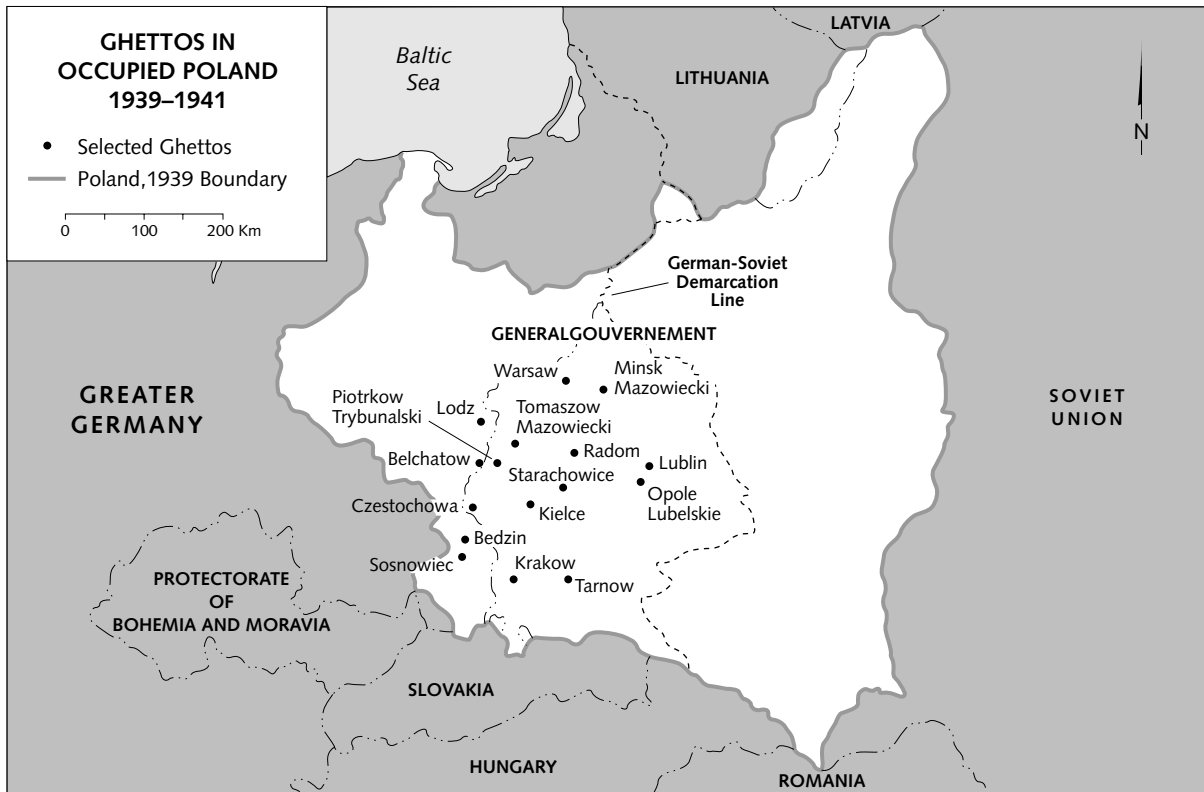 GHETTOS IN
OCCUPIED POLAND
1939–1941
Selected Ghettos
Poland,1939 Boundary
0 100 200 Km
Baltic
Sea
LATVIA
LITHUANIA
N
German-Soviet
Demarcation
Line
GENERALGOUVERNEMENT
GREATER
GERMANY
SOVIET
UNION
Warsaw
Minsk
Mazowiecki
Piotrkow
Trybunalski
Lodz
Tomaszow
Mazowiecki
Radom
Belchatow
Lublin
Starachowice
Opole
Lubelskie
Czestochowa
Kielce
Bedzin
Sosnowiec
Krakow
Tarnow
PROTECTORATE
OF
BOHEMIA AND MORAVIA
SLOVAKIA
HUNGARY
ROMANIA